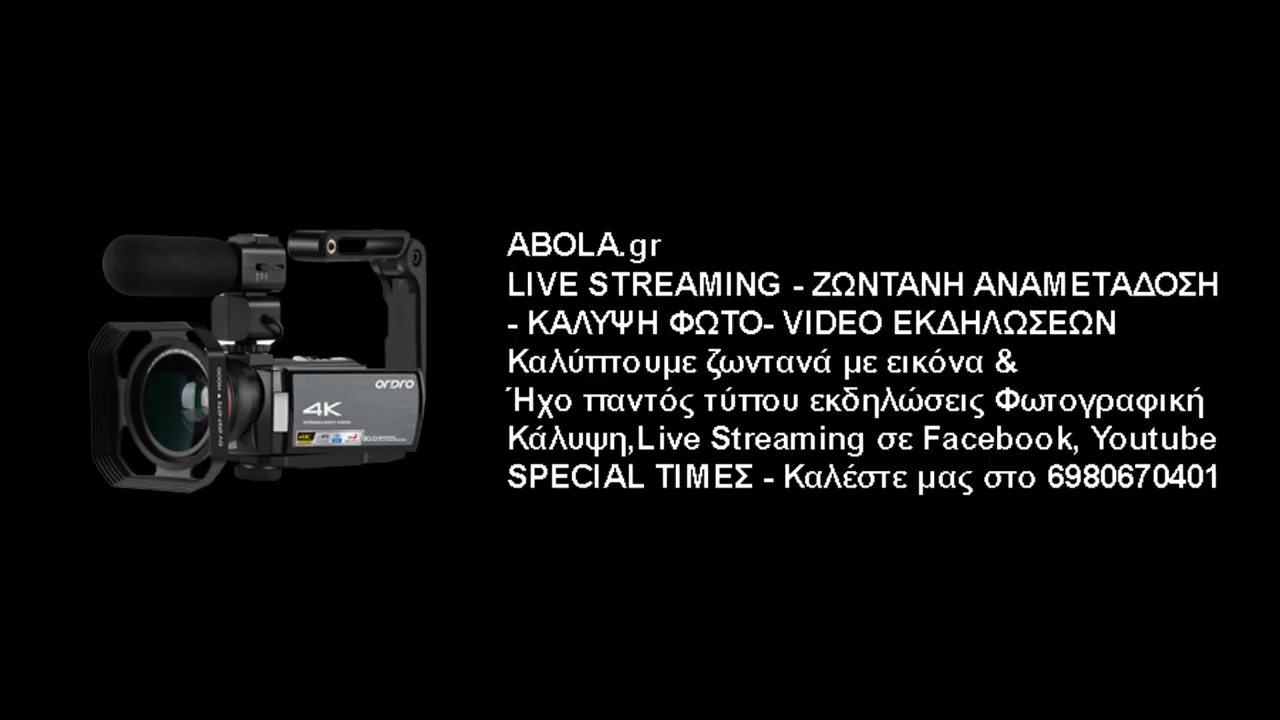 ABOLA.gr
LIVE STREAMING - ΖΩΝΤΑΝΗ ΑΝΑΜΕΤΑΔΟΣΗ
- ΚΑΛΥΨΗ ΦΩΤΟ- VIDEO ΕΚΔΗΛΩΣΕΩΝ
Καλύπτουμε ζωντανά με εικόνα &
Ήχο παντός τύπου εκδηλώσεις Φωτογραφική
Κάλυψη,Live Streaming σε Facebook, Youtube
SPECIAL TIMEΣ - Καλέστε μας στο 6980670401
ORDRO
4K